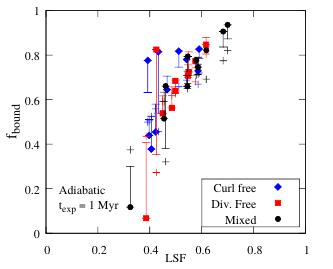 1
0.8
0.6
0.4
0.2
0
f_bound
Adiabatic
t_exp = 1 Myr
Curl free
Div. Free
Mixed
0 0.2 0.4 0.6 0.8 1
LSF